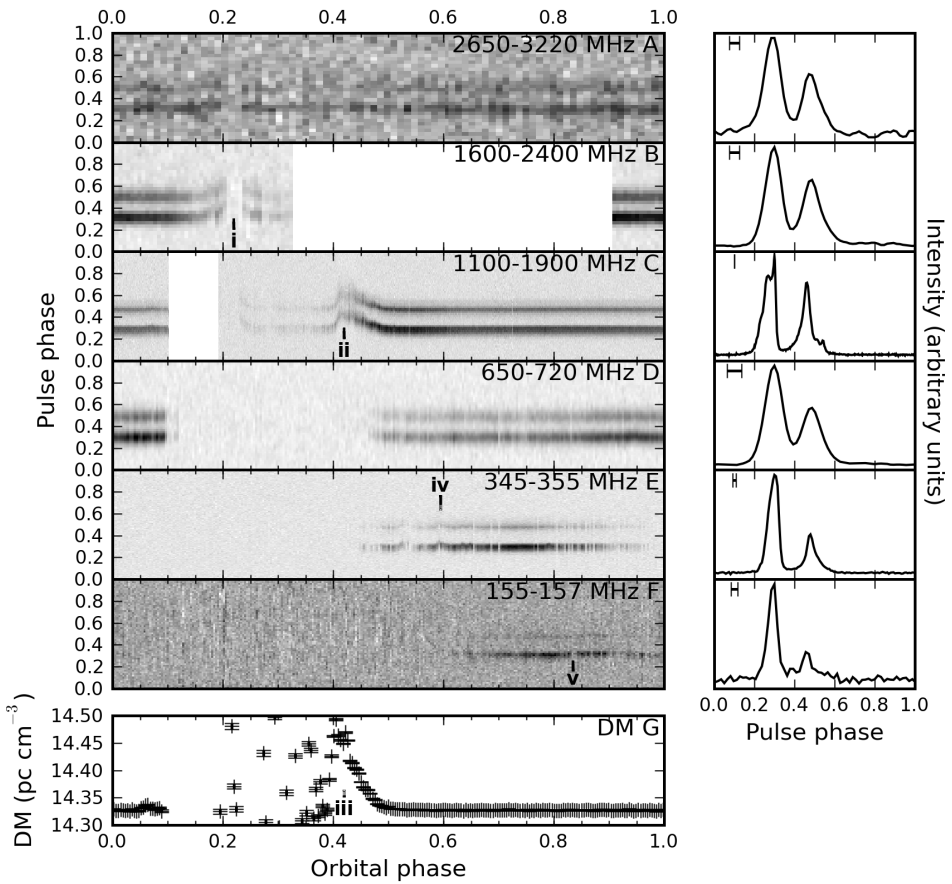 0.0 0.2 0.4 0.6 0.8 1.0
1.0
0.8
0.6
0.4
0.2
0.0
2650-3220 MHz A
0.8
0.6
0.4
0.2
0.0
1600-2400 MHz B
i
0.8
0.6
0.4
0.2
0.0
1100-1900 MHz C
ii
0.8
0.6
0.4
0.2
0.0
650-720 MHz D
0.8
0.6
0.4
0.2
0.0
345-355 MHz E
iv
0.8
0.6
0.4
0.2
0.0
155-157 MHz F
v
Pulse phase
0.0 0.2 0.4 0.6 0.8 1.0
Pulse phase
Intensity (arbitrary units)
14.50
14.45
14.40
14.35
14.30
DM G
iii
DM (pc cm⁻³)
0.0 0.2 0.4 0.6 0.8 1.0
Orbital phase